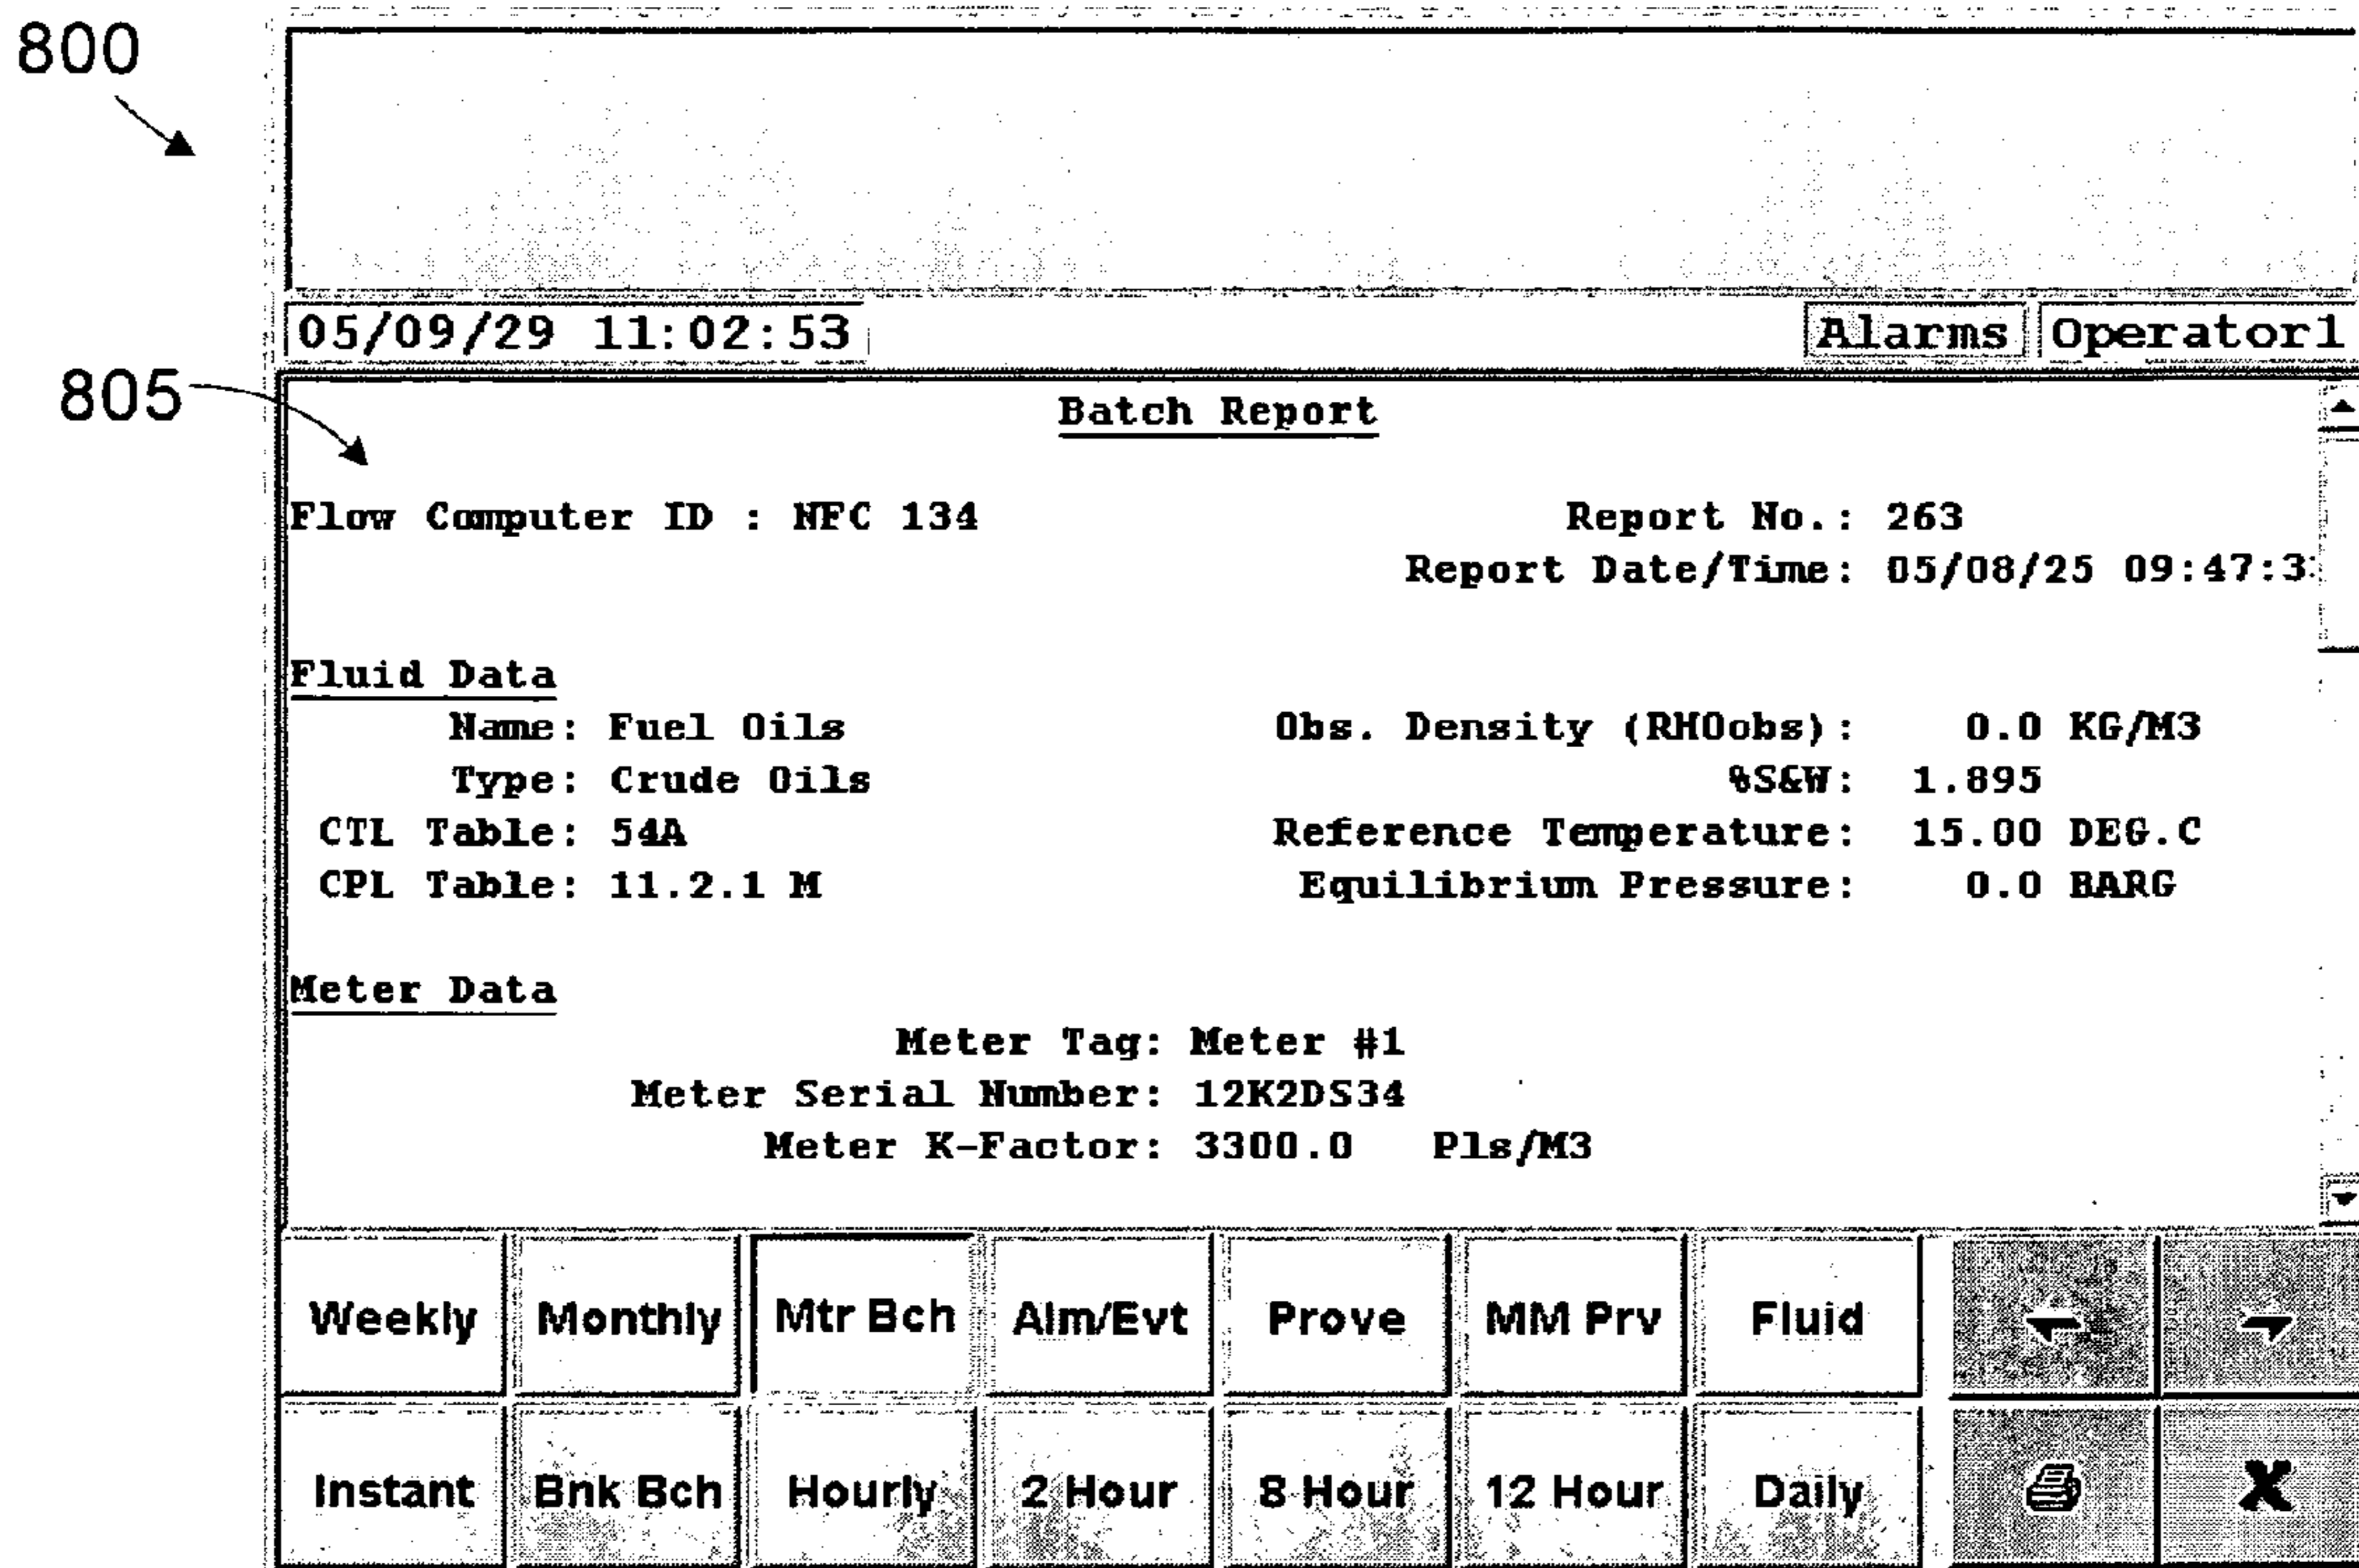 800
05/09/29 11:02:53 Alarms Operator1
805
Batch Report
Flow Computer ID : NFC 134 Report No.: 263
Report Date/Time: 05/08/25 09:47:3
Fluid Data
Name: Fuel Oils Obs. Density (RHOobs): 0.0 KG/M3
Type: Crude Oils %S&W: 1.895
CTL Table: 54A Reference Temperature: 15.00 DEG.C
CPL Table: 11.2.1 M Equilibrium Pressure: 0.0 BARG
Meter Data
Meter Tag: Meter #1
Meter Serial Number: 12K2DS34
Meter K-Factor: 3300.0 Pls/M3
Weekly Monthly Mtr Bch Alm/Evt Prove MM Prv Fluid
Instant Bnk Bch Hourly 2 Hour 8 Hour 12 Hour Daily X